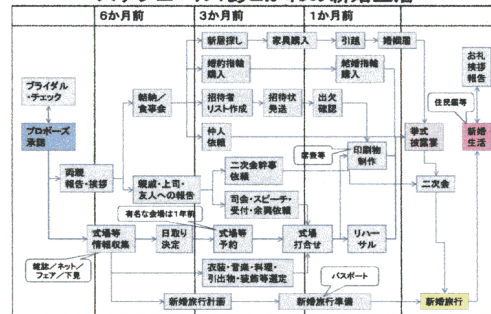 6か月前
3か月前
1か月前
新居探し
家具購入
引越
婚姻届
ブライダル
・チェック
婚約指輪
購入
結婚指輪
購入
お礼
挨拶
報告
結納／
食事会
招待者
リスト作成
招待状
発送
出欠
確認
住民票等
プロポーズ
承諾
仲人
依頼
席表等
印刷物
制作
挙式
披露宴
新婚
生活
両親
報告・挨拶
親戚・上司・
友人への報告
二次会幹事
依頼
二次会
司会・スピーチ・
受付・余興依頼
有名な会場は1年前
式場等
情報収集
日取り
決定
式場等
予約
式場
打合せ
リハー
サル
雑誌／ネット／
フェア／下見
衣装・音楽・料理・
引出物・装飾等選定
パスポート
新婚旅行計画
新婚旅行準備
新婚旅行